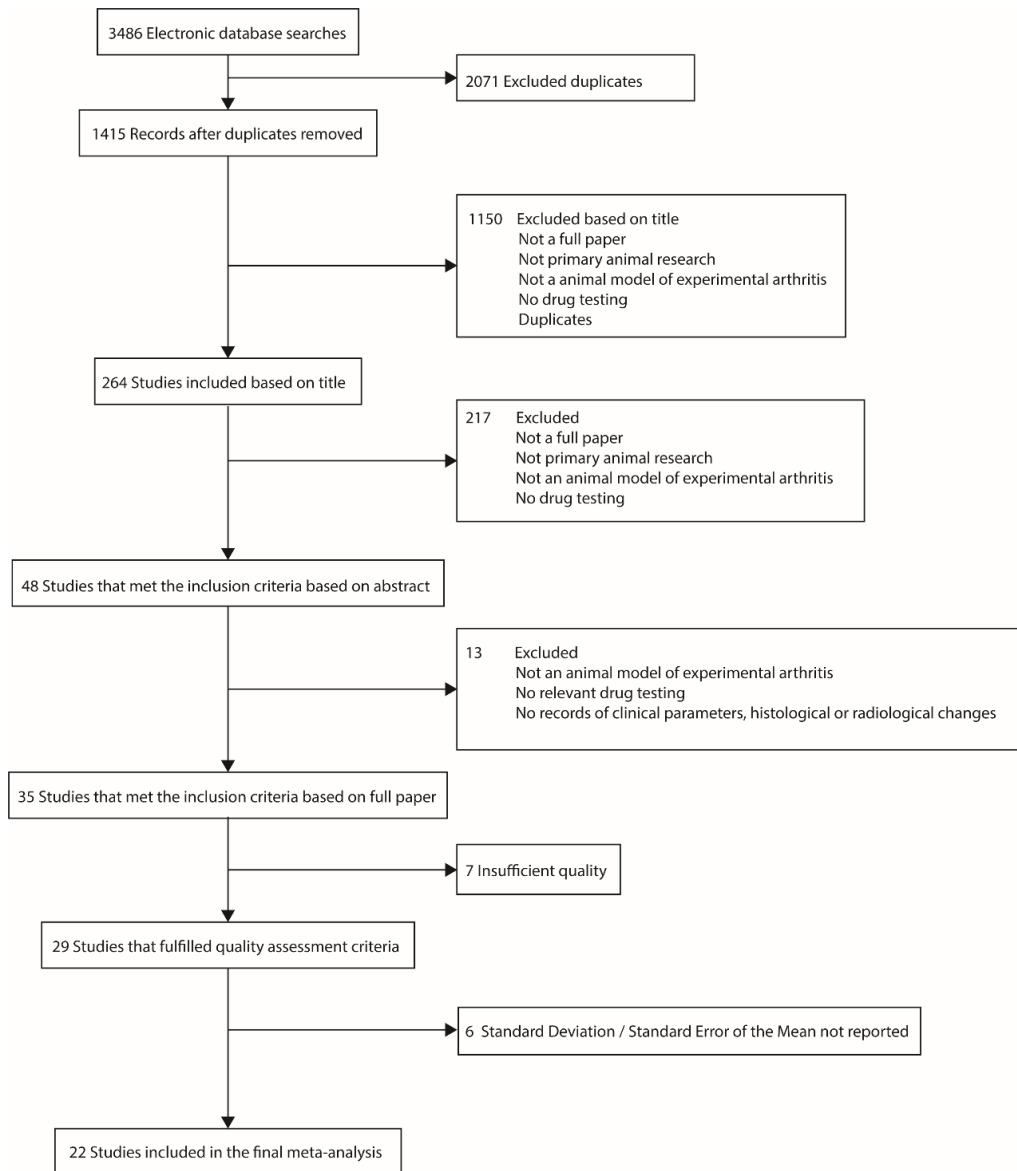 3486 Electronic database searches
2071 Excluded duplicates
1415 Records after duplicates removed
1150 Excluded based on title
Not a full paper
Not primary animal research
Not a animal model of experimental arthritis
No drug testing
Duplicates
264 Studies included based on title
217 Excluded
Not a full paper
Not primary animal research
Not an animal model of experimental arthritis
No drug testing
48 Studies that met the inclusion criteria based on abstract
13 Excluded
Not an animal model of experimental arthritis
No relevant drug testing
No records of clinical parameters, histological or radiological changes
35 Studies that met the inclusion criteria based on full paper
7 Insufficient quality
29 Studies that fulfilled quality assessment criteria
6 Standard Deviation / Standard Error of the Mean not reported
22 Studies included in the final meta-analysis